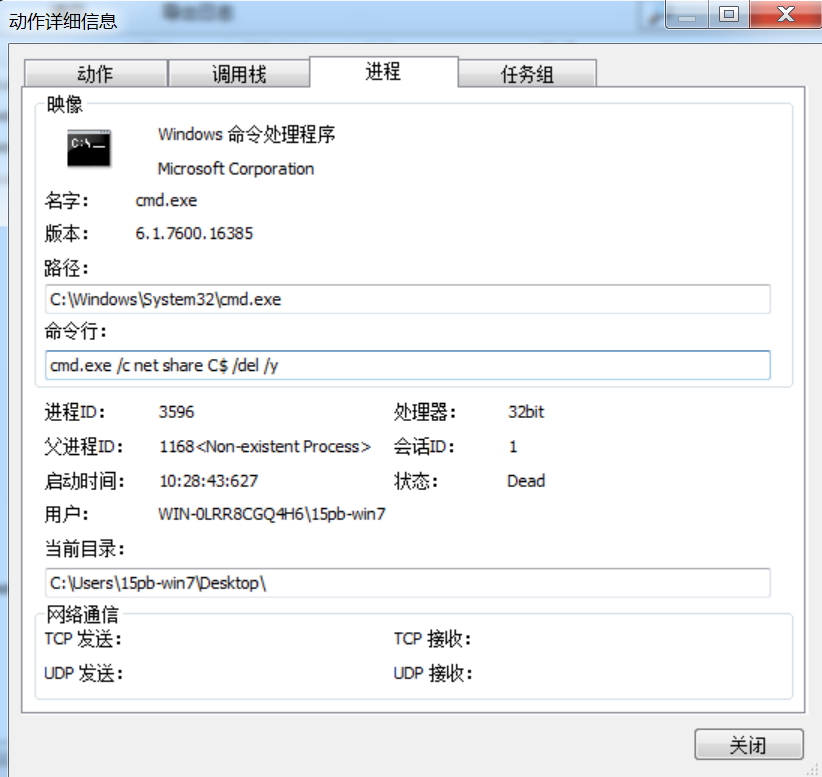 动作详细信息
动作 调用栈 进程 任务组
映像
Windows 命令处理程序
Microsoft Corporation
名字: cmd.exe
版本: 6.1.7600.16385
路径:
C:\Windows\System32\cmd.exe
命令行:
cmd.exe /c net share C$ /del /y
进程ID: 3596 处理器: 32bit
父进程ID: 1168<Non-existent Process> 会话ID: 1
启动时间: 10:28:43:627 状态: Dead
用户: WIN-0LRR8CGQ4H6\15pb-win7
当前目录:
C:\Users\15pb-win7\Desktop\
网络通信
TCP 发送: TCP 接收:
UDP 发送: UDP 接收:
关闭